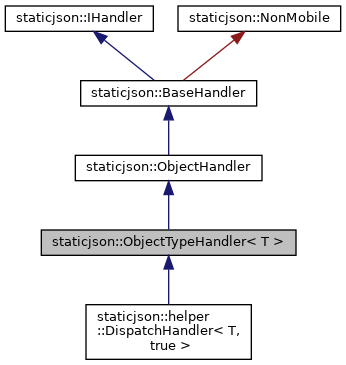 staticjson::IHandler
staticjson::NonMobile
staticjson::BaseHandler
staticjson::ObjectHandler
staticjson::ObjectTypeHandler< T >
staticjson::helper
::DispatchHandler< T,
true >